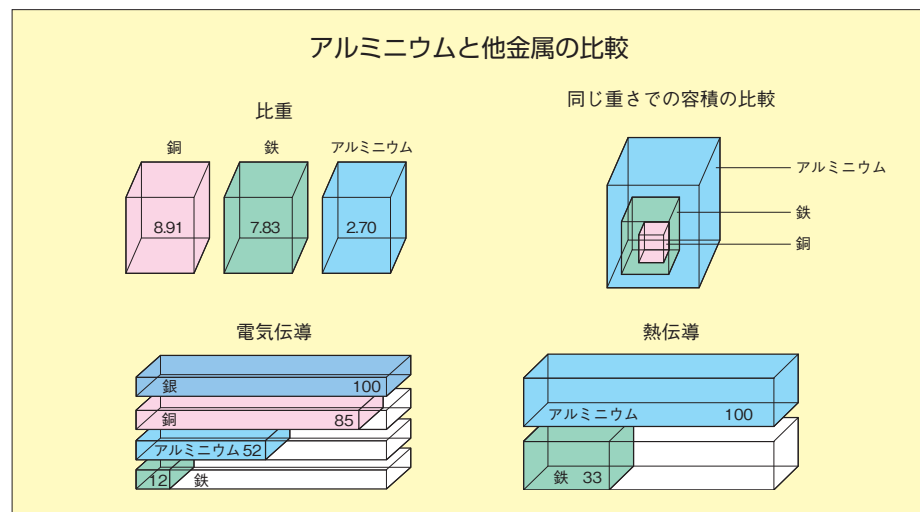 アルミニウムと他金属の比較
比重
銅
鉄
アルミニウム
8.91
7.83
2.70
同じ重さでの容積の比較
アルミニウム
鉄
銅
電気伝導
銀 100
銅 85
アルミニウム 52
12 鉄
熱伝導
アルミニウム 100
鉄 33